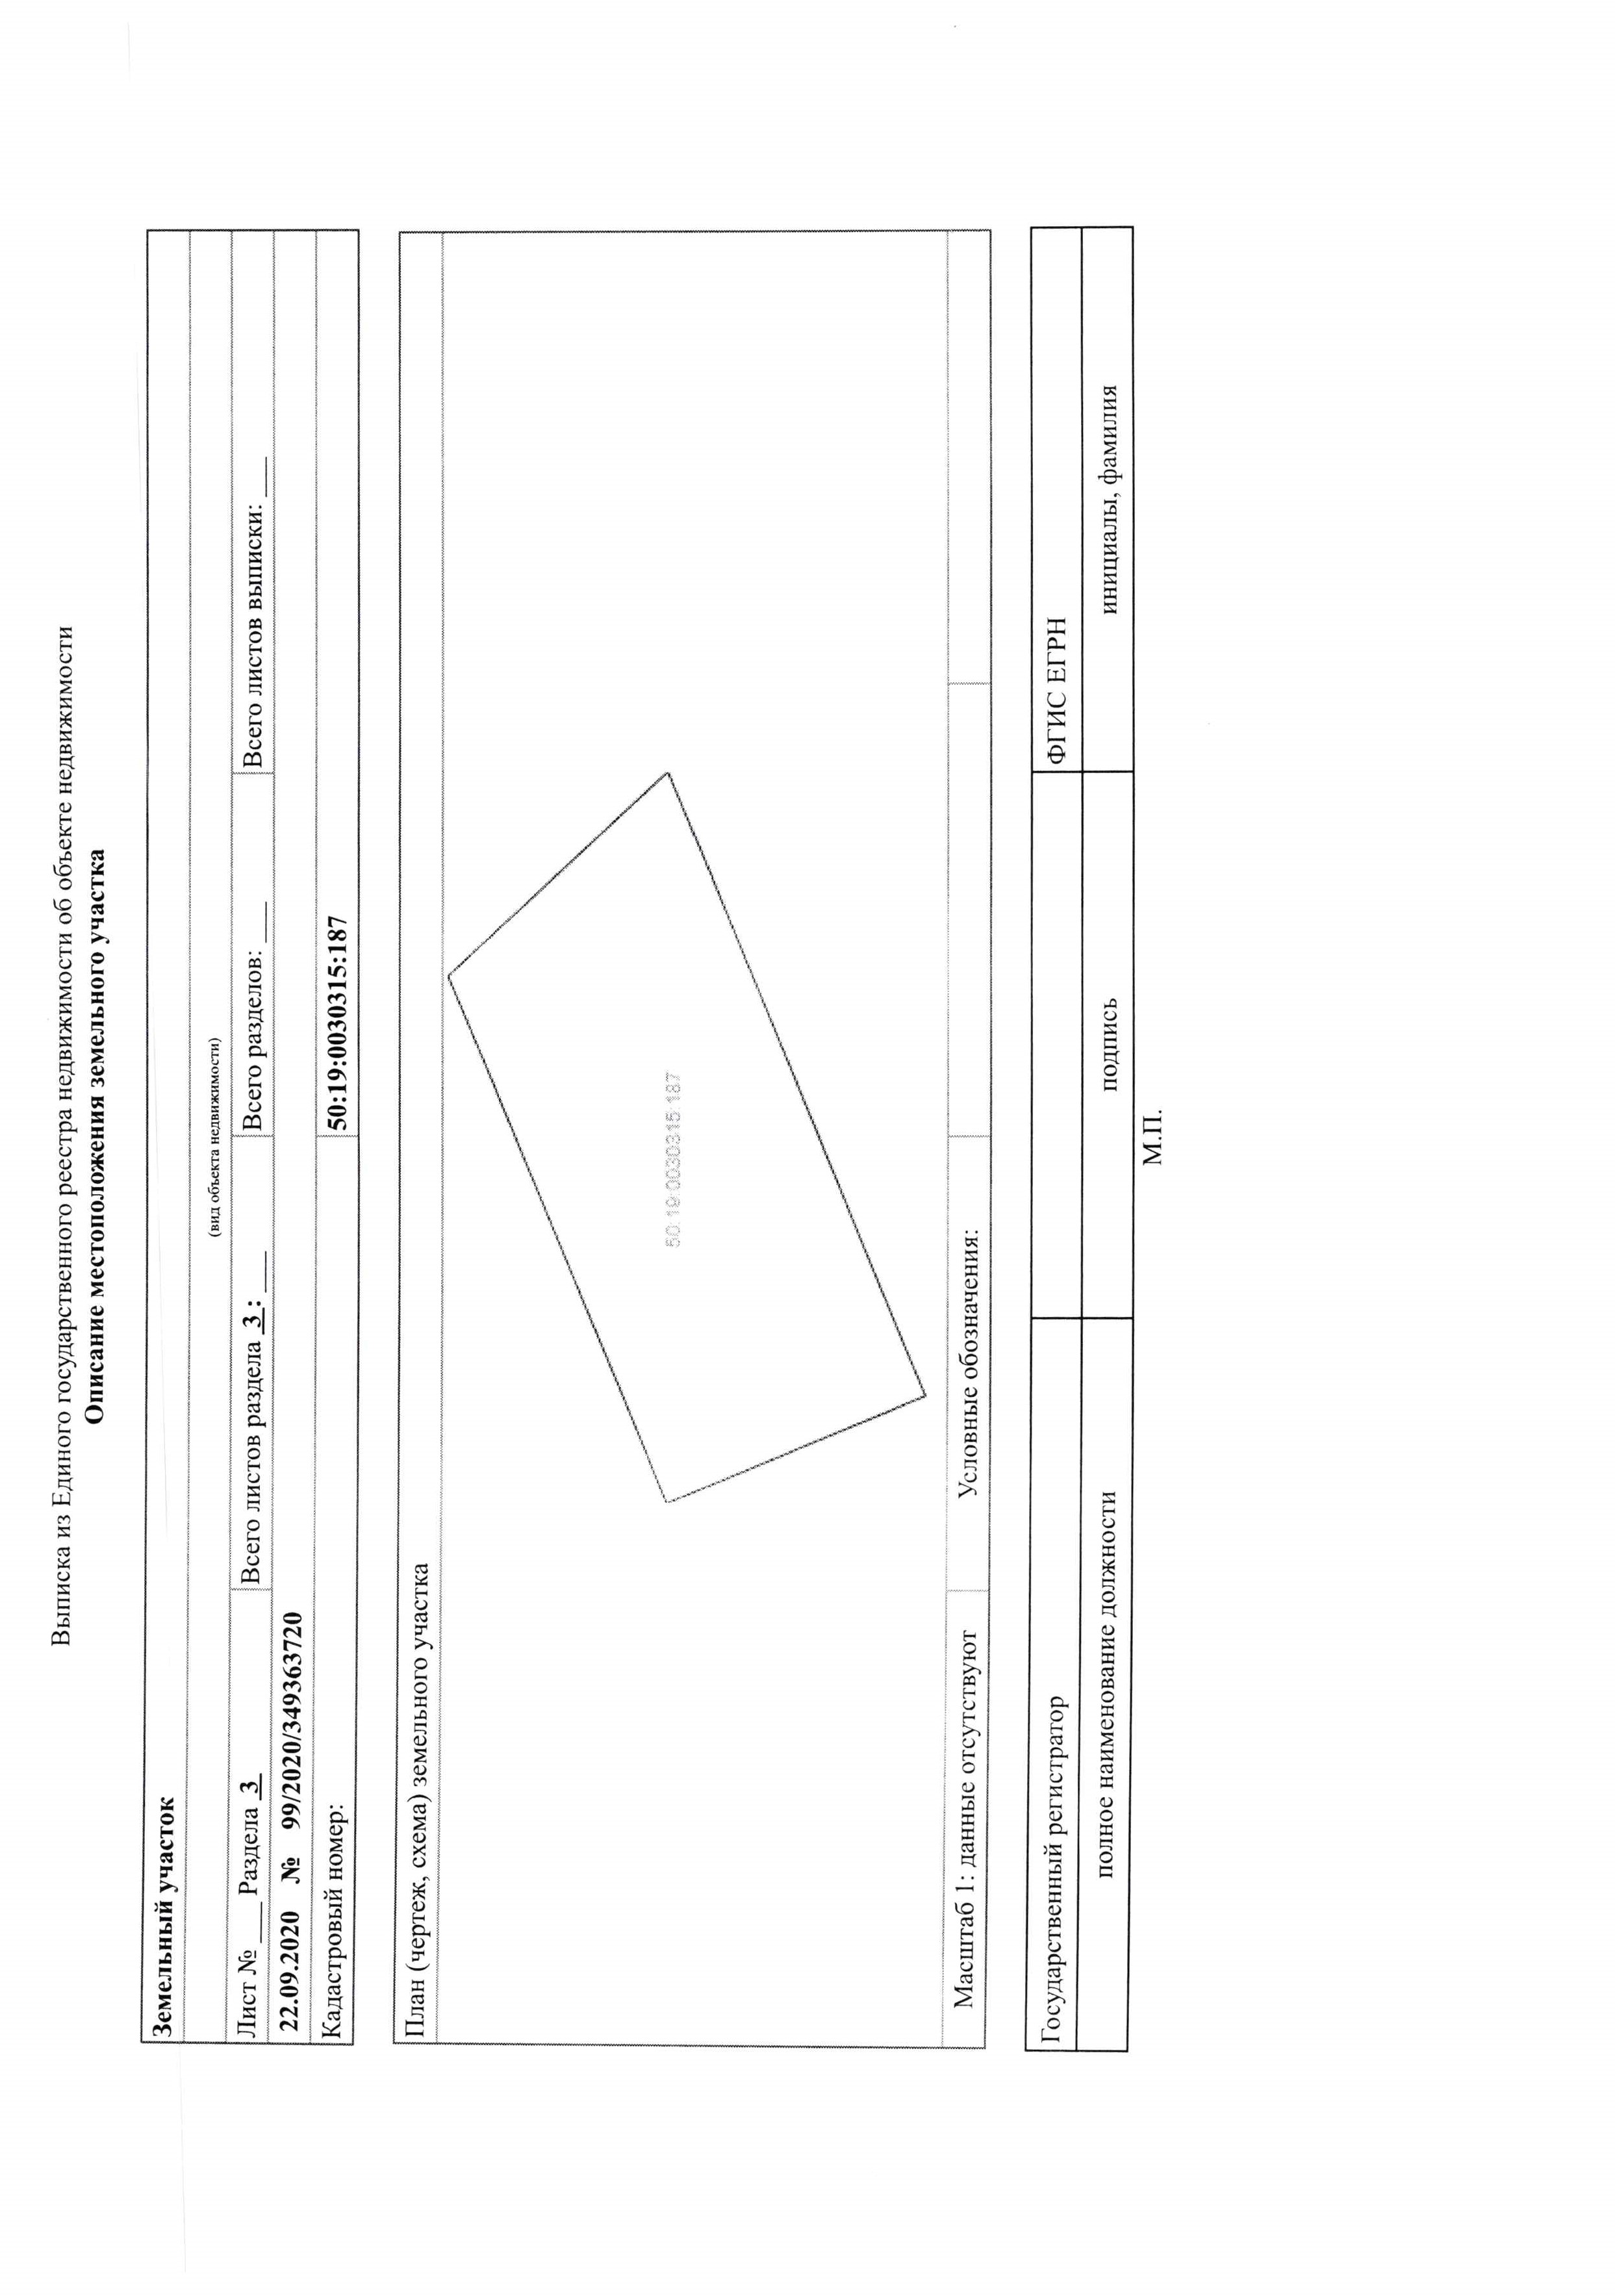 Выписка из Единого государственного реестра недвижимости об объекте недвижимости
Описание местоположения земельного участка
Земельный участок
(вид объекта недвижимости)
Лист № ___ Раздела 3 Всего листов раздела 3 : ___ Всего разделов: ___ Всего листов выписки: ___
22.09.2020 № 99/2020/349363720
Кадастровый номер: 50:19:0030315:187
План (чертеж, схема) земельного участка
50:19:0030315:187
Масштаб 1: данные отсутствуют Условные обозначения:
Государственный регистратор ФГИС ЕГРН
полное наименование должности подпись инициалы, фамилия
М.П.